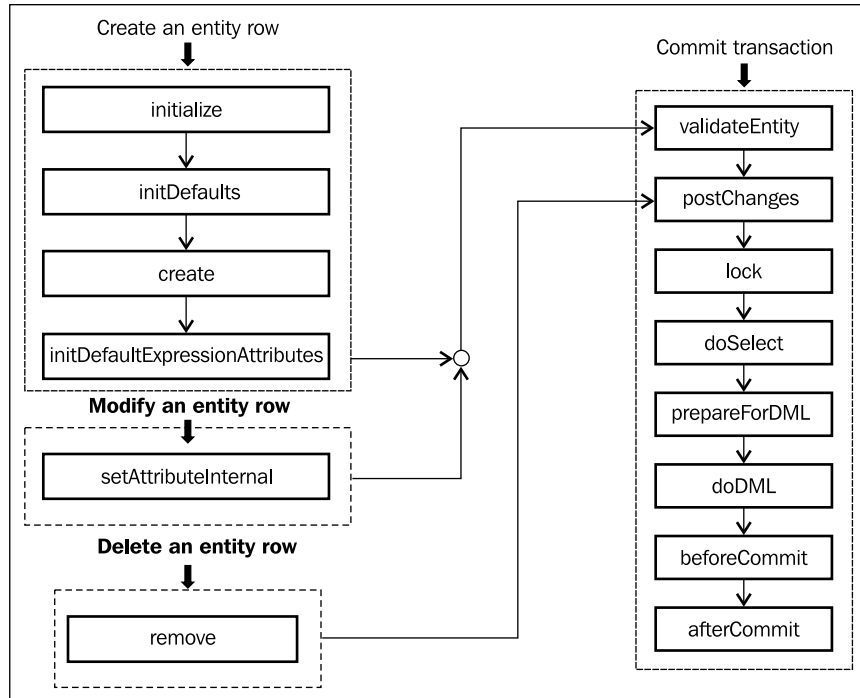 Create an entity row
initialize
initDefaults
create
initDefaultExpressionAttributes
Modify an entity row
setAttributeInternal
Delete an entity row
remove
Commit transaction
validateEntity
postChanges
lock
doSelect
prepareForDML
doDML
beforeCommit
afterCommit